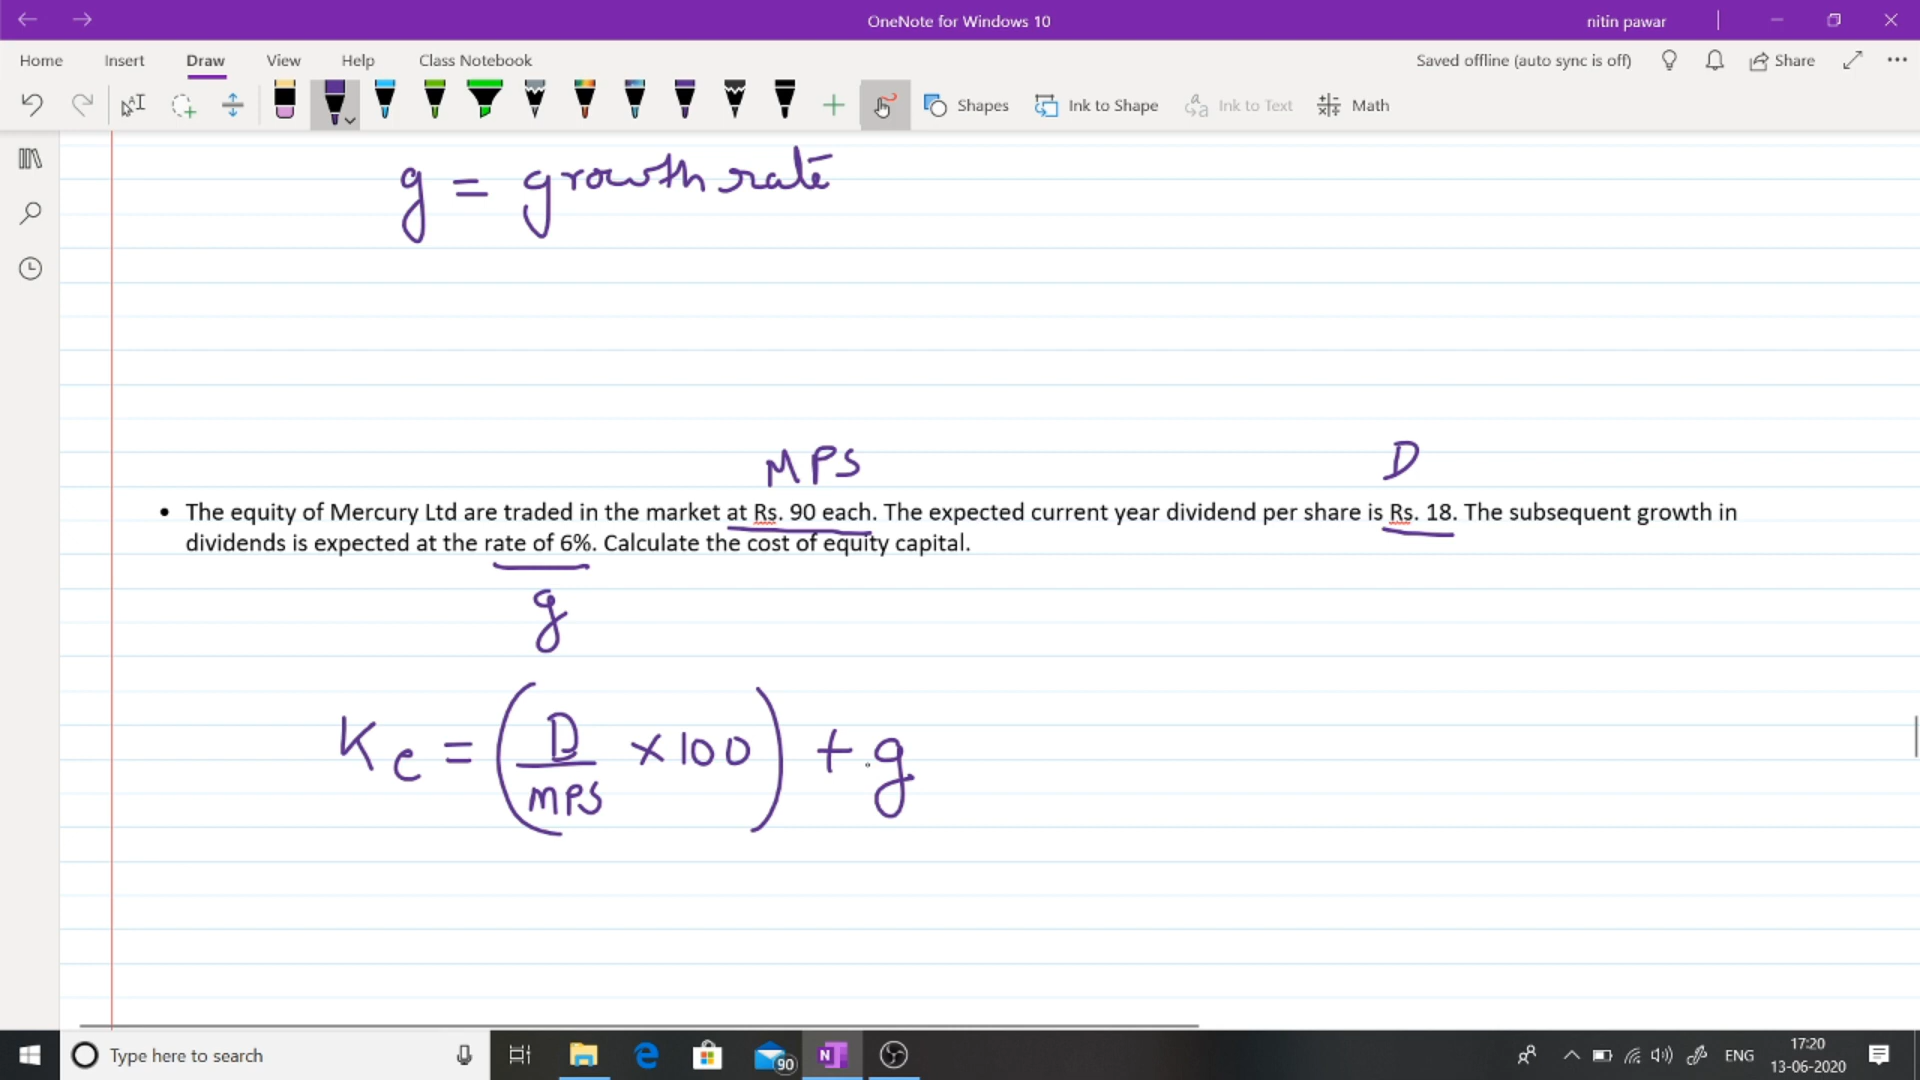 OneNote for Windows 10
nitin pawar
Home Insert Draw View Help Class Notebook
Saved offline (auto sync is off) Share
Shapes Ink to Shape Ink to Text Math
g = growth rate
MPS D
• The equity of Mercury Ltd are traded in the market at Rs. 90 each. The expected current year dividend per share is Rs. 18. The subsequent growth in
dividends is expected at the rate of 6%. Calculate the cost of equity capital.
g
Ke = (D/MPS × 100) + g
Type here to search
90
ENG
17:20
13-06-2020